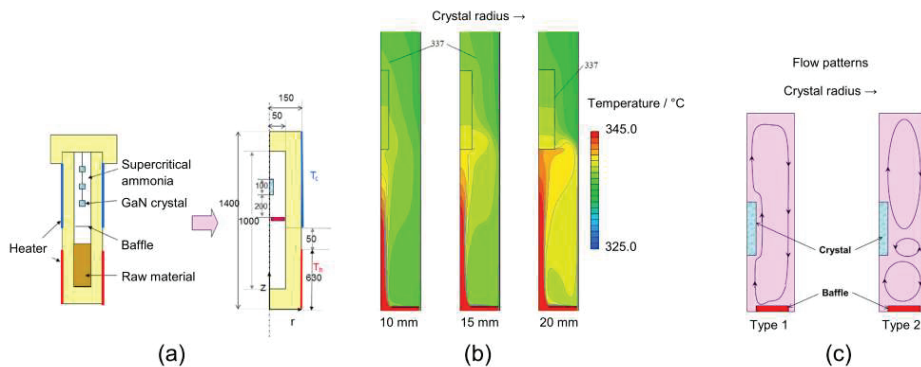 Supercritical
ammonia
GaN crystal
Heater
Baffle
Raw material
150
50
1400
1000
100
200
50
630
Tc
Th
z
r
(a)
Crystal radius →
337
337
Temperature / °C
345.0
325.0
10 mm
15 mm
20 mm
(b)
Flow patterns
Crystal radius →
Crystal
Baffle
Type 1
Type 2
(c)